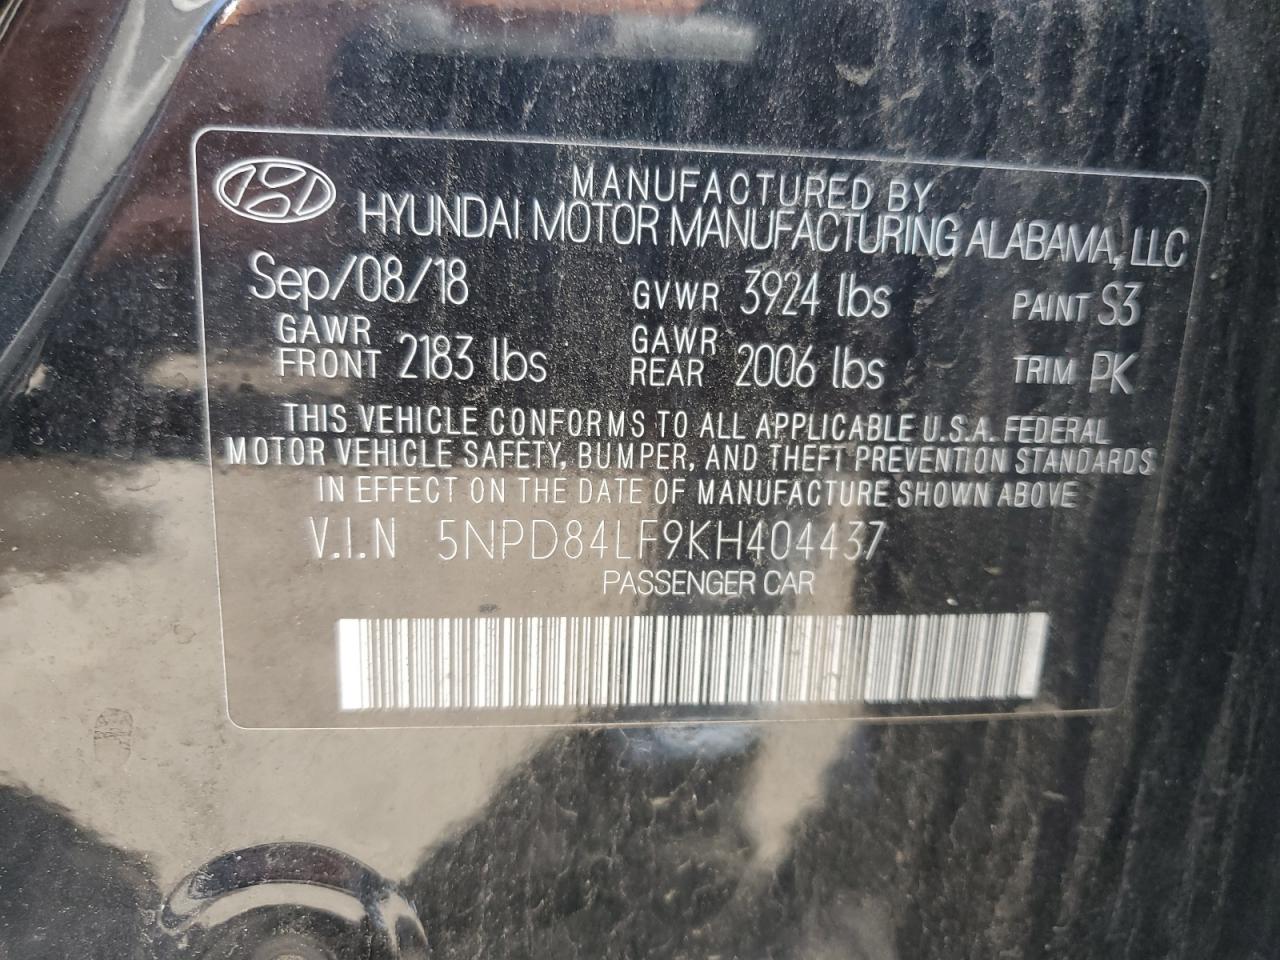 MANUFACTURED BY
HYUNDAI MOTOR MANUFACTURING ALABAMA, LLC
Sep/08/18 GVWR 3924 lbs PAINT S3
GAWR FRONT 2183 lbs GAWR REAR 2006 lbs TRIM PK
THIS VEHICLE CONFORMS TO ALL APPLICABLE U.S.A. FEDERAL
MOTOR VEHICLE SAFETY, BUMPER, AND THEFT PREVENTION STANDARDS
IN EFFECT ON THE DATE OF MANUFACTURE SHOWN ABOVE
V.I.N 5NPD84LF9KH404437
PASSENGER CAR